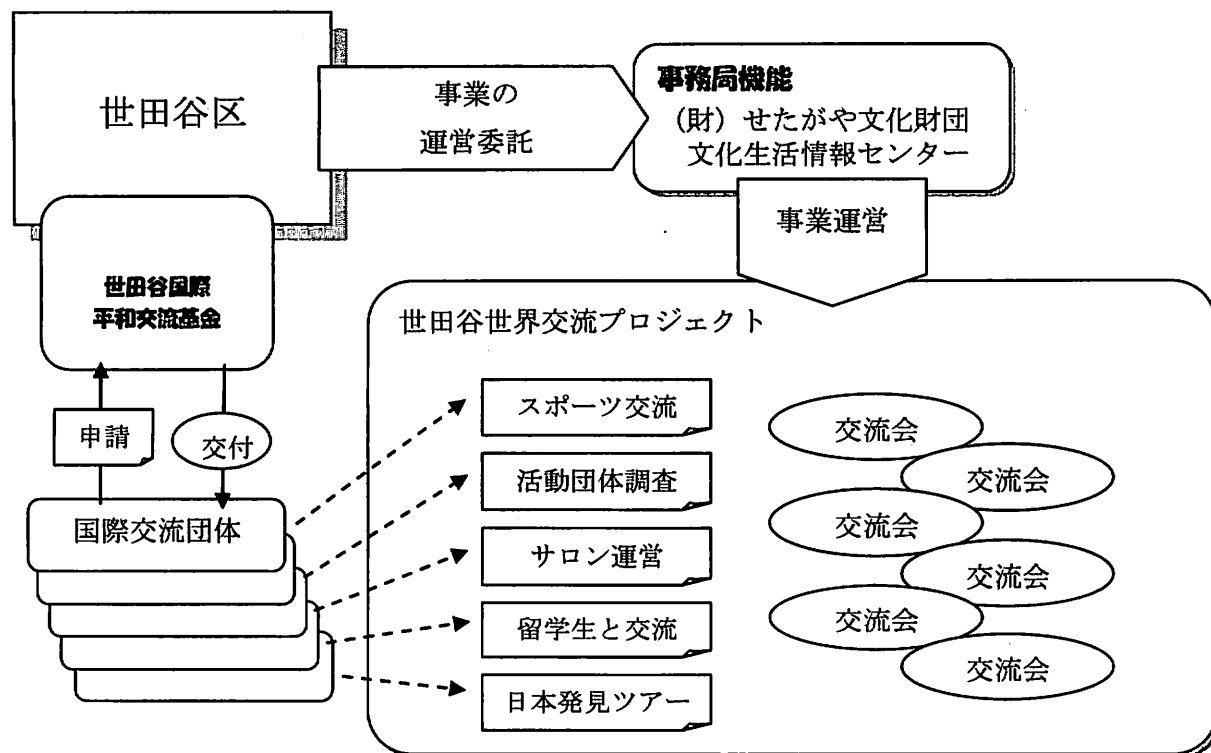 世田谷区
事業の
運営委託
事務局機能
(財)せたがや文化財団
文化生活情報センター
事業運営
世田谷国際
平和交流基金
申請
交付
国際交流団体
世田谷世界交流プロジェクト
スポーツ交流
活動団体調査
サロン運営
留学生と交流
日本発見ツアー
交流会
交流会
交流会
交流会
交流会
交流会